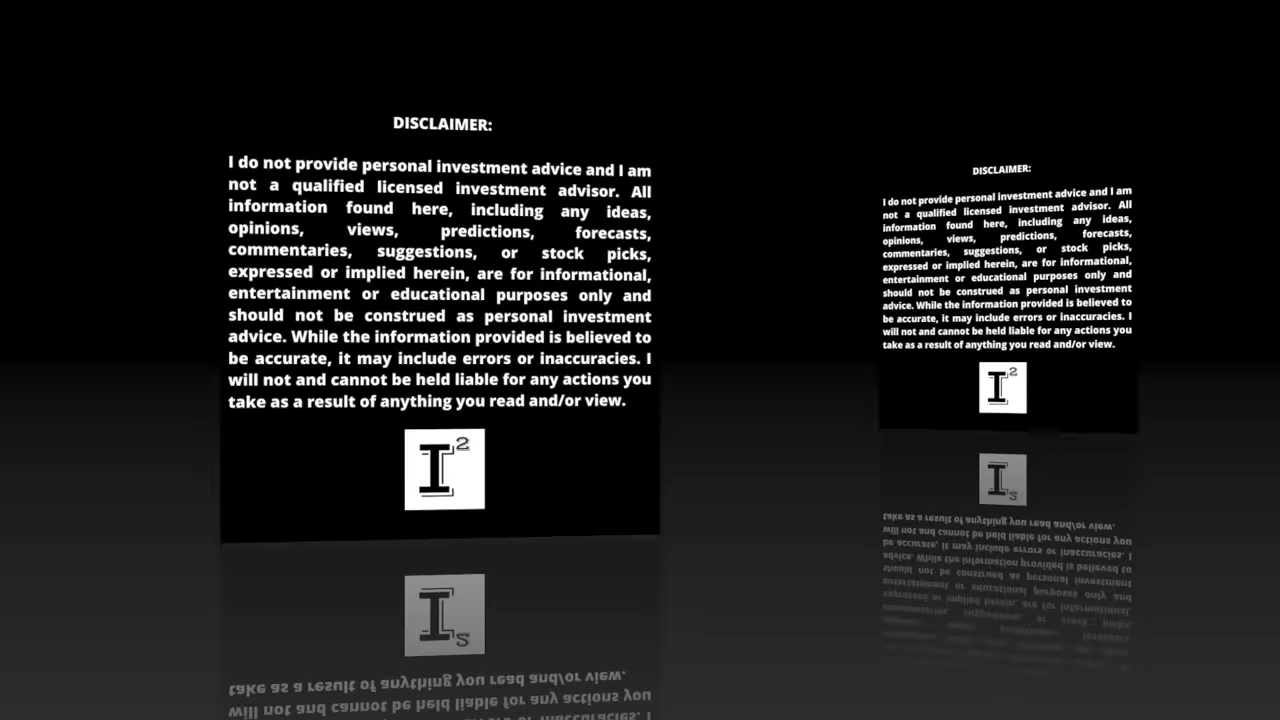 DISCLAIMER:
I do not provide personal investment advice and I am
not a qualified licensed investment advisor. All
information found here, including any ideas,
opinions, views, predictions, forecasts,
commentaries, suggestions, or stock picks,
expressed or implied herein, are for informational,
entertainment or educational purposes only and
should not be construed as personal investment
advice. While the information provided is believed to
be accurate, it may include errors or inaccuracies. I
will not and cannot be held liable for any actions you
take as a result of anything you read and/or view.
I2
DISCLAIMER:
I do not provide personal investment advice and I am
not a qualified licensed investment advisor. All
information found here, including any ideas,
opinions, views, predictions, forecasts,
commentaries, suggestions, or stock picks,
expressed or implied herein, are for informational,
entertainment or educational purposes only and
should not be construed as personal investment
advice. While the information provided is believed to
be accurate, it may include errors or inaccuracies. I
will not and cannot be held liable for any actions you
take as a result of anything you read and/or view.
I2